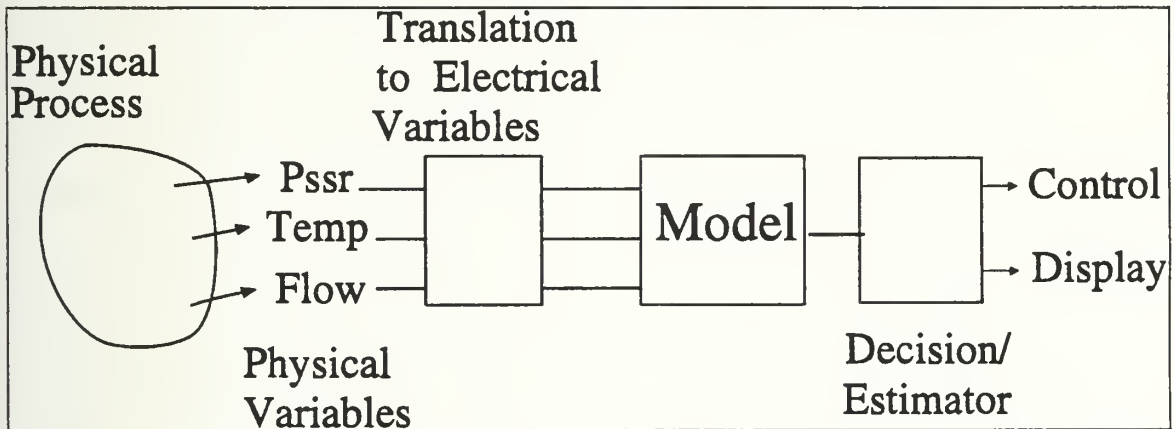 Physical
Process
Translation
to Electrical
Variables
Pssr
Temp
Flow
Physical
Variables
Model
Decision/
Estimator
Control
Display